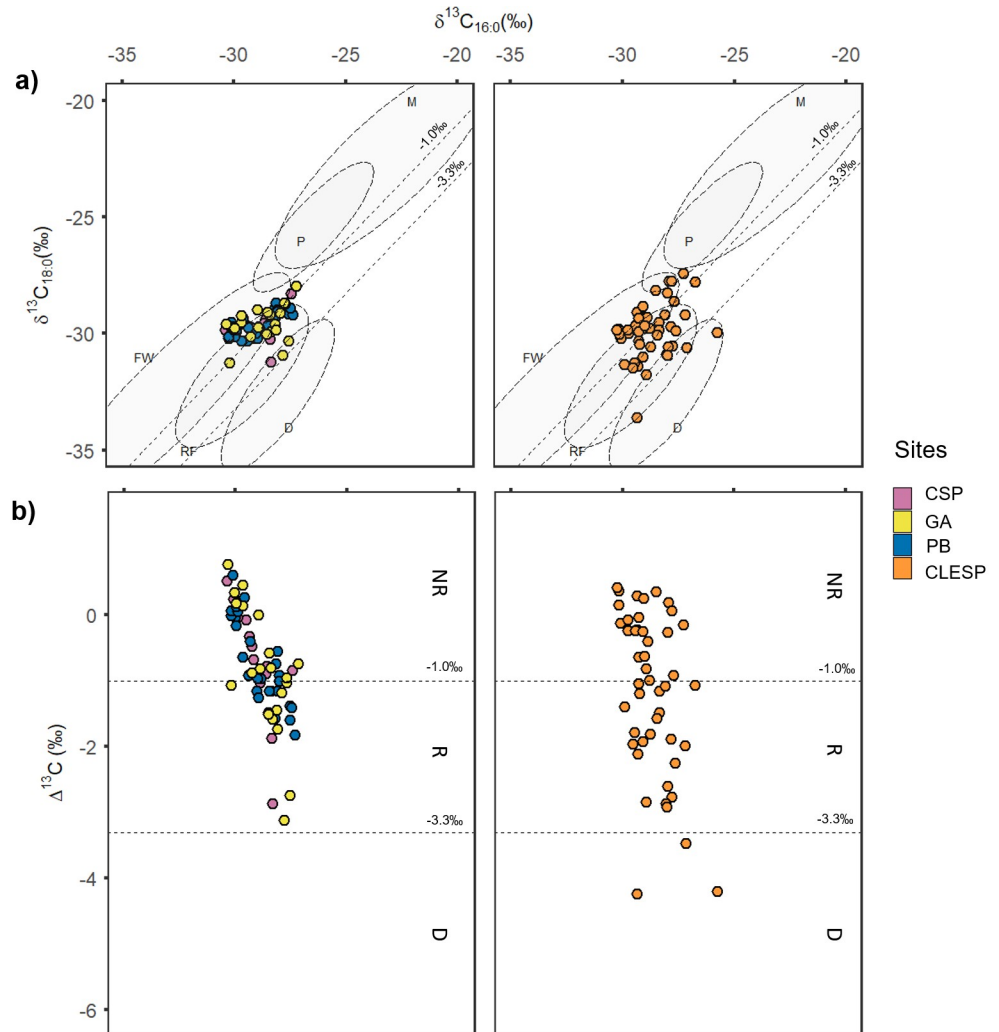 δ¹³C₁₆:₀(‰)
-35 -30 -25 -20 -35 -30 -25 -20
a)
δ¹³C₁₈:₀(‰)
-20
-25
-30
-35
M
-1.0‰
-3.3‰
P
FW
RF
D
M
-1.0‰
-3.3‰
P
FW
RF
D
Sites
CSP
GA
PB
CLESP
b)
Δ¹³C (‰)
0
-2
-4
-6
NR
-1.0‰
R
-3.3‰
D
NR
-1.0‰
R
-3.3‰
D